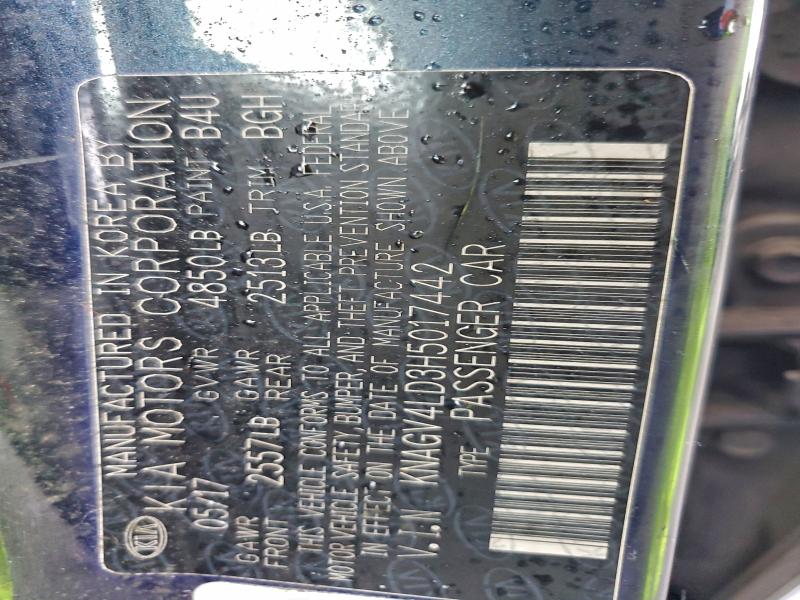 MANUFACTURED IN KOREA BY
KIA KIA MOTORS CORPORATION
05/17 GVWR 4850LB PAINT B4U
GAWR FRONT 2557LB GAWR REAR 2513LB TRIM BGH
THIS VEHICLE CONFORMS TO ALL APPLICABLE U.S.A. FEDERAL
MOTOR VEHICLE SAFETY, BUMPER, AND THEFT PREVENTION STANDARDS
IN EFFECT ON THE DATE OF MANUFACTURE SHOWN ABOVE
V.I.N KNAGV4LD3H5017442
TYPE PASSENGER CAR